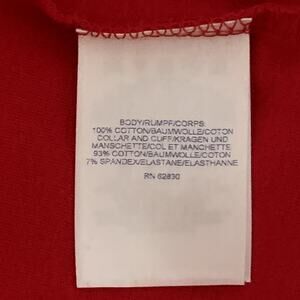 BODY/RUMPF/CORPS:
100% COTTON/BAUMWOLLE/COTON
COLLAR AND CUFF/KRAGEN UND
MANSCHETTE/COL ET MANCHETTE
93% COTTON/BAUMWOLLE/COTON
7% SPANDEX/ELASTANE/ELASTHANNE
RN 62830